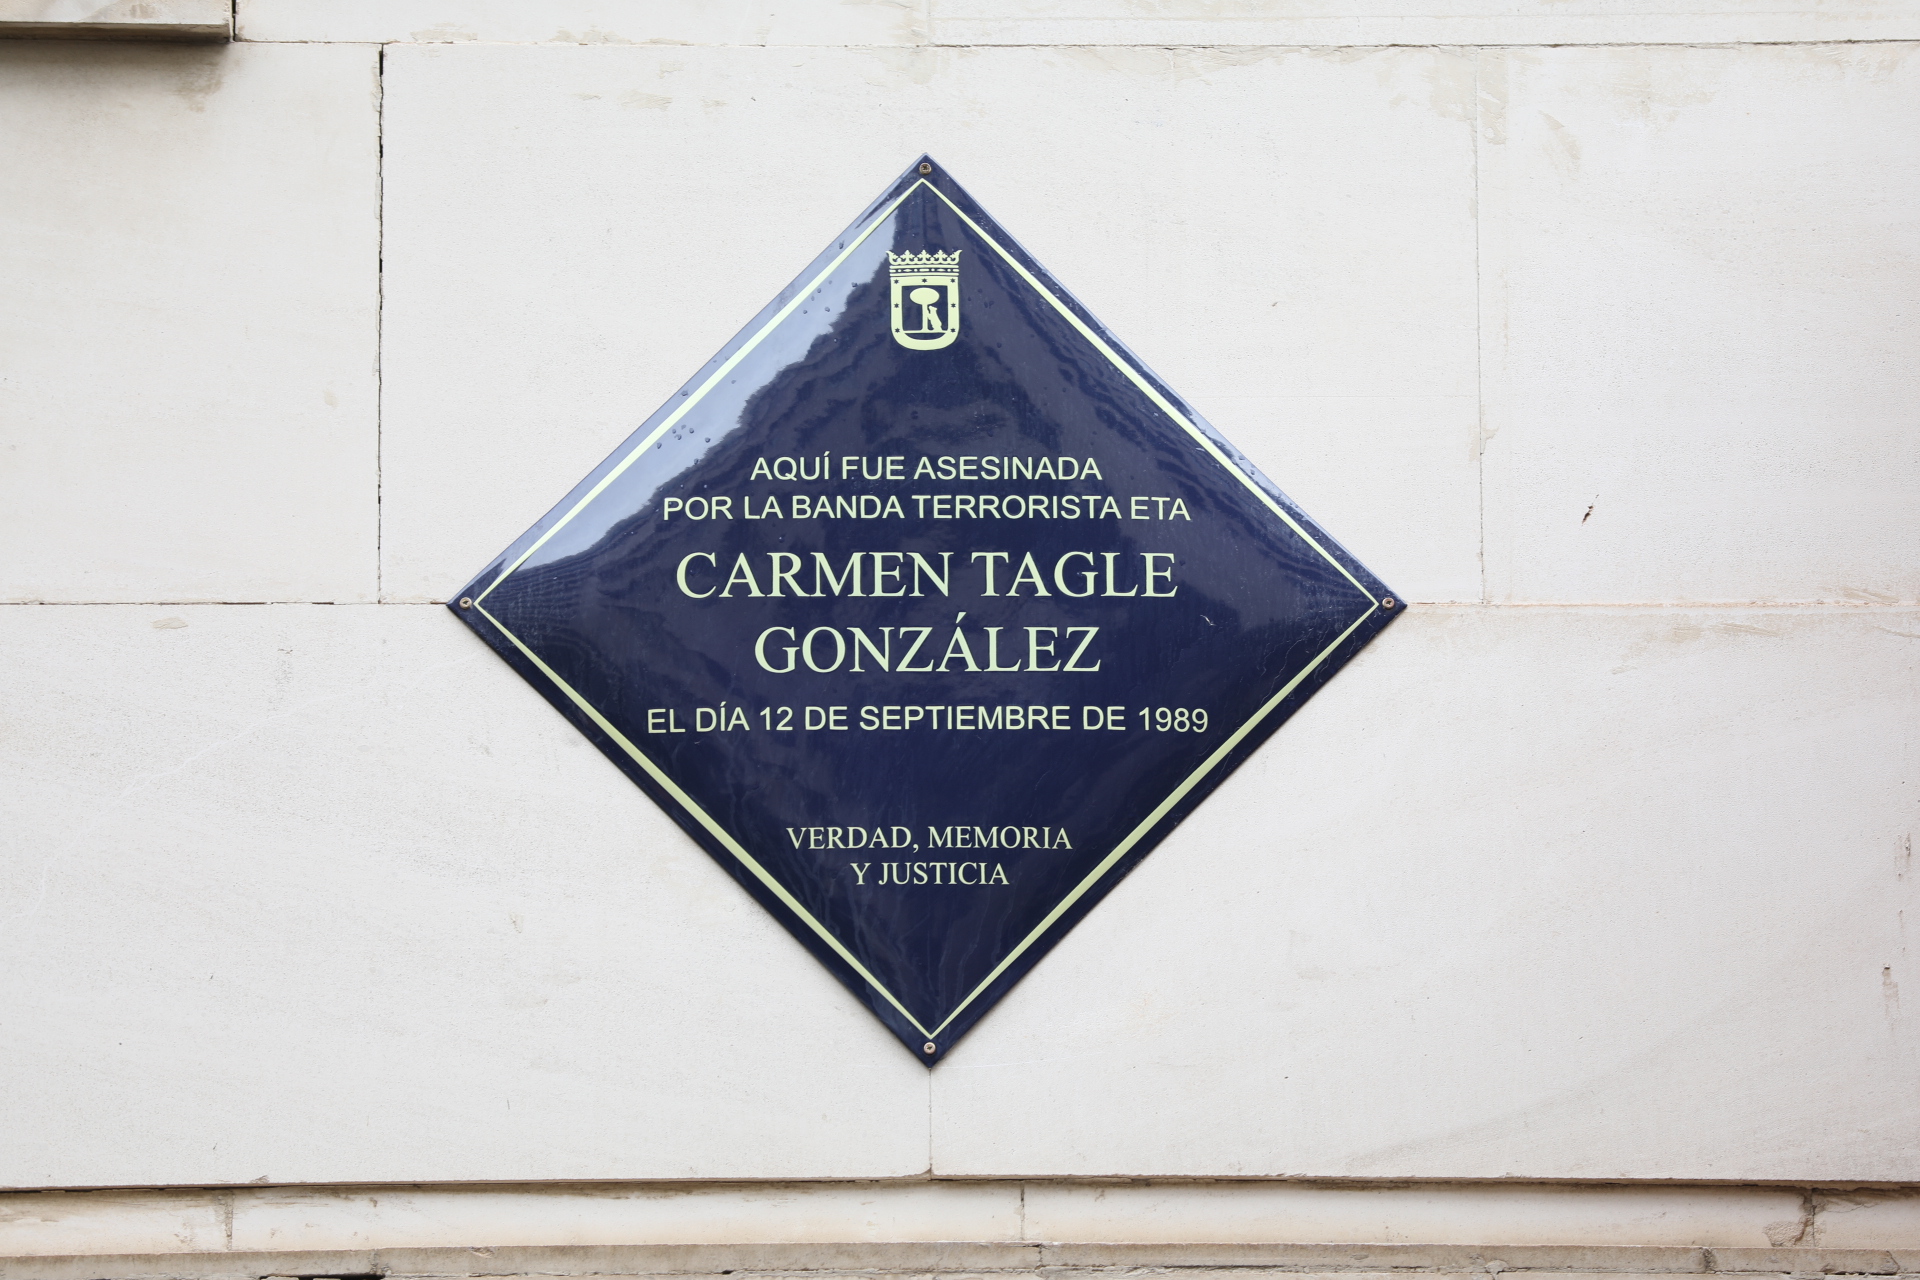 AQUÍ FUE ASESINADA
POR LA BANDA TERRORISTA ETA
CARMEN TAGLE
GONZÁLEZ
EL DÍA 12 DE SEPTIEMBRE DE 1989
VERDAD, MEMORIA
Y JUSTICIA